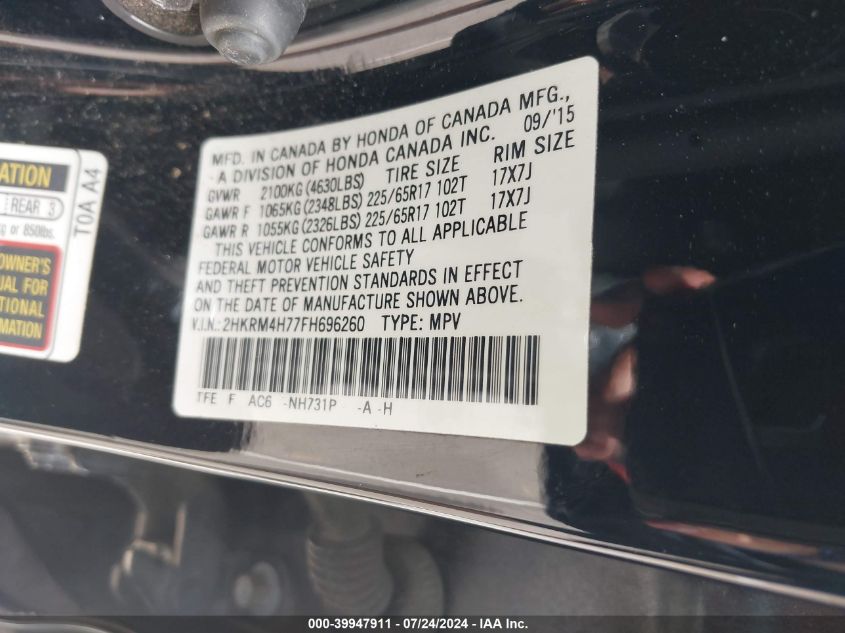 ATION
REAR 3
g or 850lbs.
OWNER'S
UAL FOR
TIONAL
MATION
T0A A4
MFD. IN CANADA BY HONDA OF CANADA MFG.,
-A DIVISION OF HONDA CANADA INC. 09/'15
GVWR 2100KG (4630LBS) TIRE SIZE RIM SIZE
GAWR F 1065KG (2348LBS) 225/65R17 102T 17X7J
GAWR R 1055KG (2326LBS) 225/65R17 102T 17X7J
THIS VEHICLE CONFORMS TO ALL APPLICABLE
FEDERAL MOTOR VEHICLE SAFETY
AND THEFT PREVENTION STANDARDS IN EFFECT
ON THE DATE OF MANUFACTURE SHOWN ABOVE.
V.I.N.: 2HKRM4H77FH696260 TYPE: MPV
TFE F AC6 -NH731P -A -H
000-39947911 - 07/24/2024 - IAA Inc.